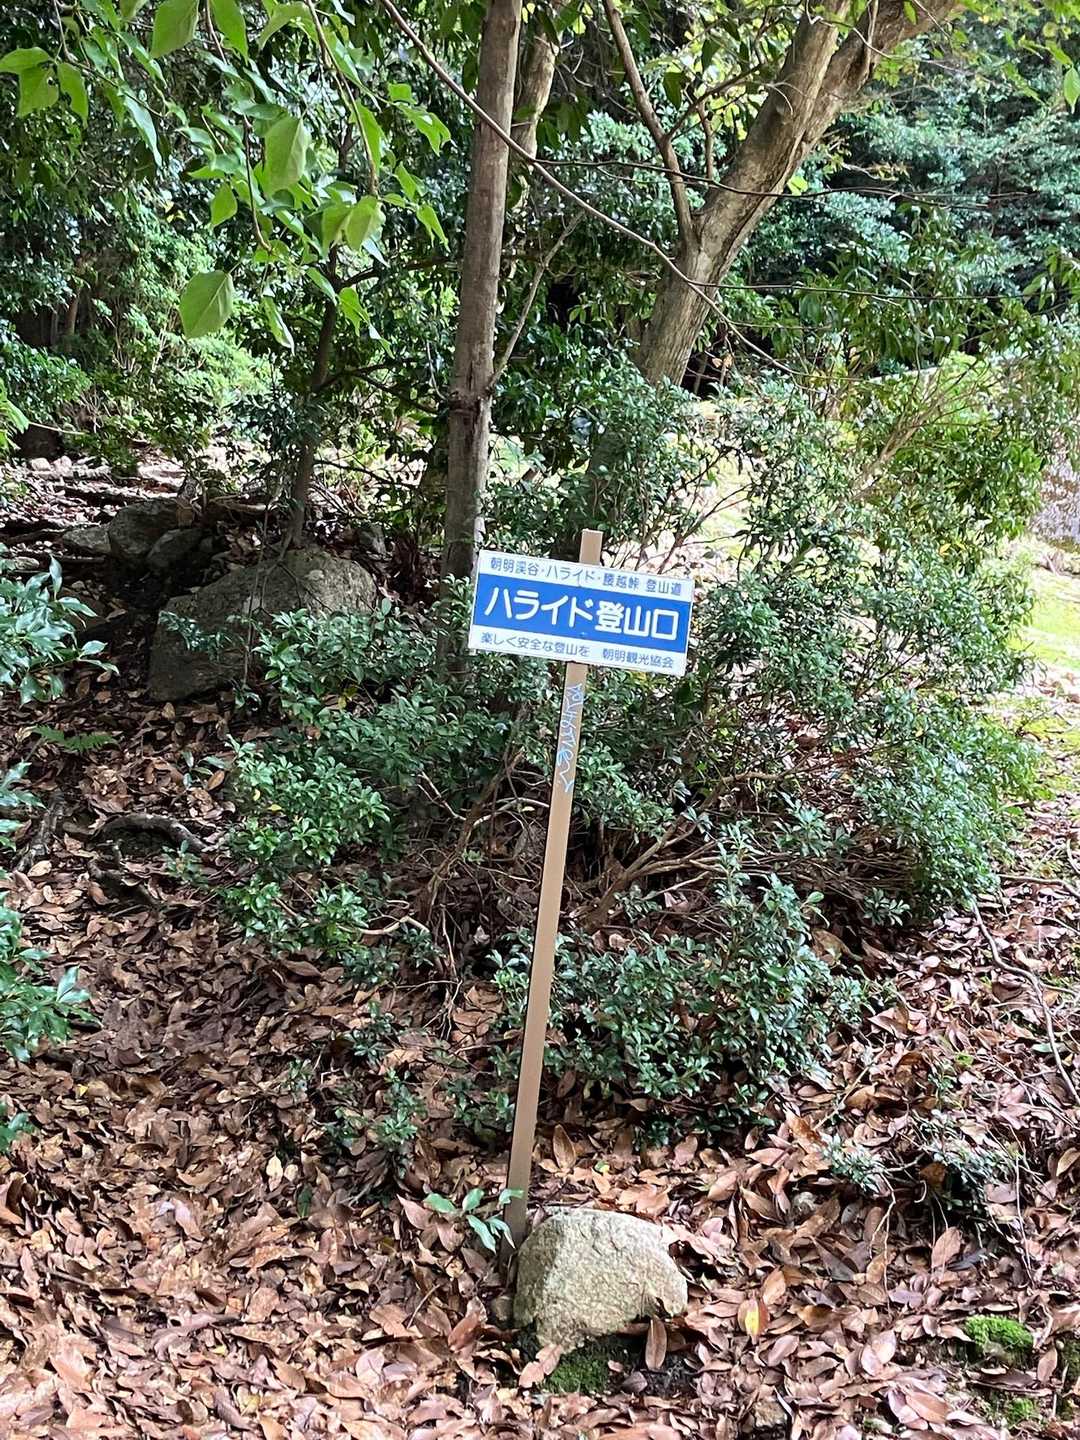 朝明渓谷・ハライド・腰越峠 登山道
ハライド登山口
楽しく安全な登山を 朝明観光協会